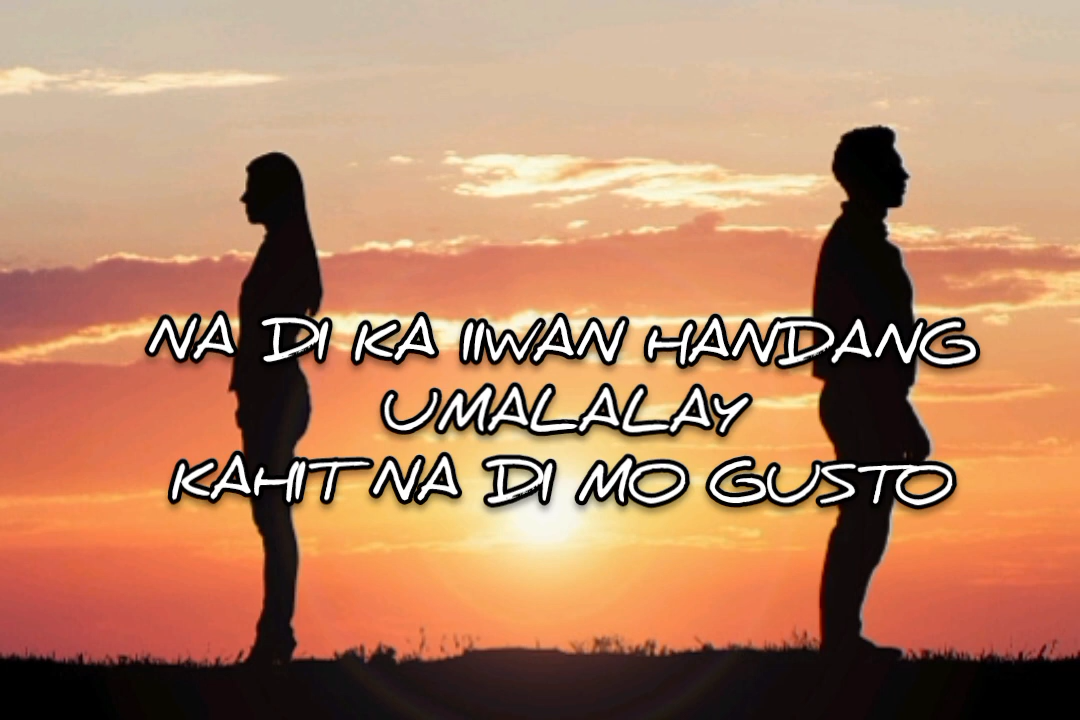 NA DI KA IIWAN HANDANG
UMALALAY
KAHIT NA DI MO GUSTO